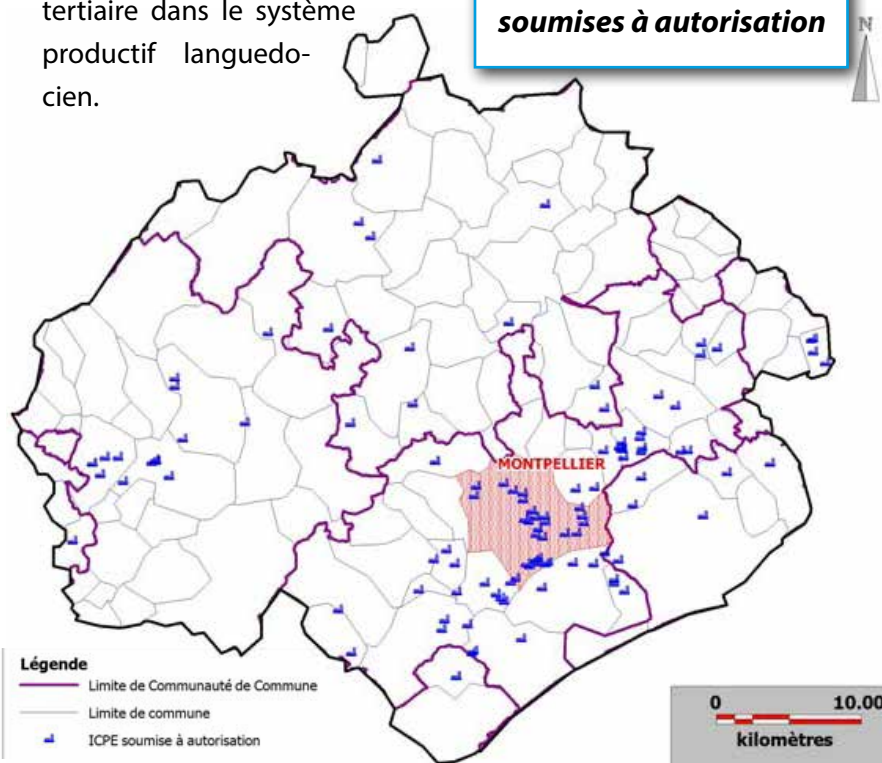 tertiaire dans le système
productif languedo-
cien.
soumises à autorisation
N
MONTPELLIER
Légende
Limite de Communauté de Commune
Limite de commune
ICPE soumise à autorisation
0 10.00
kilomètres